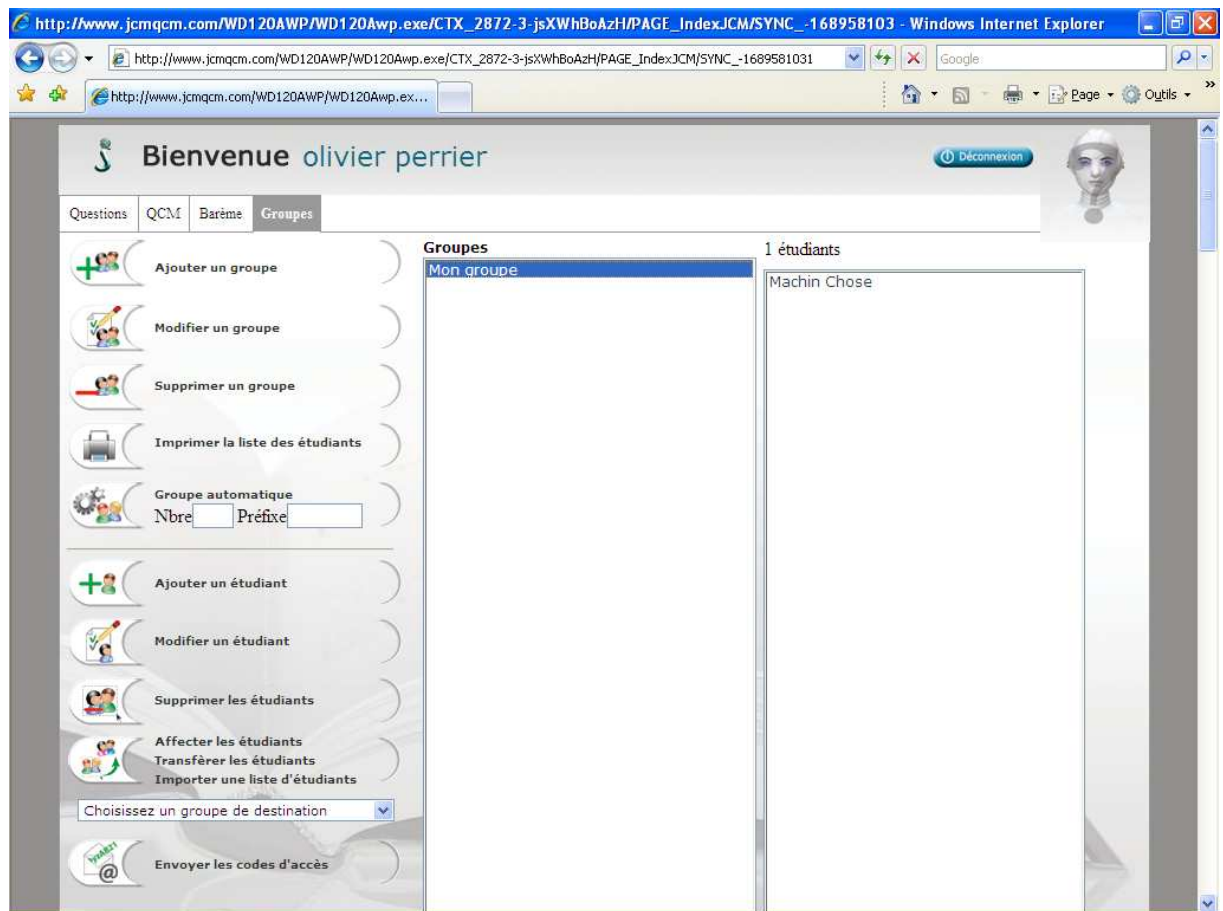 http://www.jcmqcm.com/WD120AWP/WD120Awp.exe/CTX_2872-3-jsXWhBoAzH/PAGE_IndexJCM/SYNC_-168958103 - Windows Internet Explorer
http://www.jcmqcm.com/WD120AWP/WD120Awp.exe/CTX_2872-3-jsXWhBoAzH/PAGE_IndexJCM/SYNC_-1689581031
Google
http://www.jcmqcm.com/WD120AWP/WD120Awp.ex...
Page
Outils
Bienvenue olivier perrier
Déconnexion
Questions QCM Barème Groupes
Ajouter un groupe
Modifier un groupe
Supprimer un groupe
Imprimer la liste des étudiants
Groupe automatique
Nbre Préfixe
Ajouter un étudiant
Modifier un étudiant
Supprimer les étudiants
Affecter les étudiants
Transfèrer les étudiants
Importer une liste d'étudiants
Choisissez un groupe de destination
Envoyer les codes d'accès
Groupes
Mon groupe
1 étudiants
Machin Chose